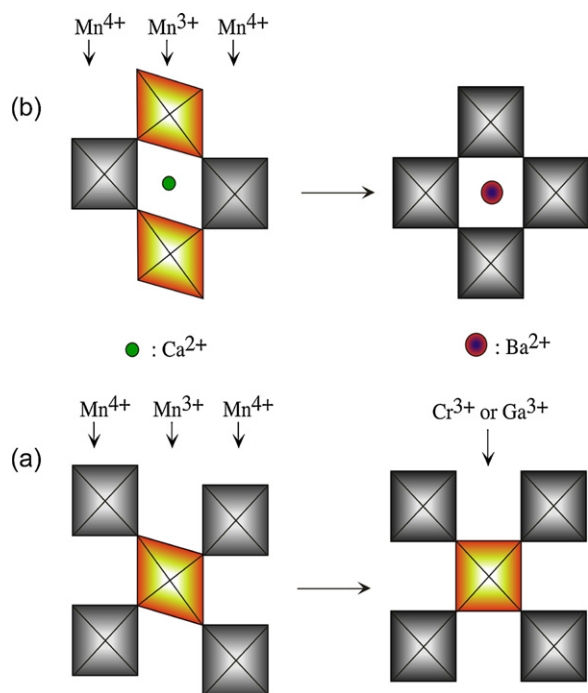 Mn⁴⁺ Mn³⁺ Mn⁴⁺
(b)
: Ca²⁺ : Ba²⁺
Mn⁴⁺ Mn³⁺ Mn⁴⁺ Cr³⁺ or Ga³⁺
(a)